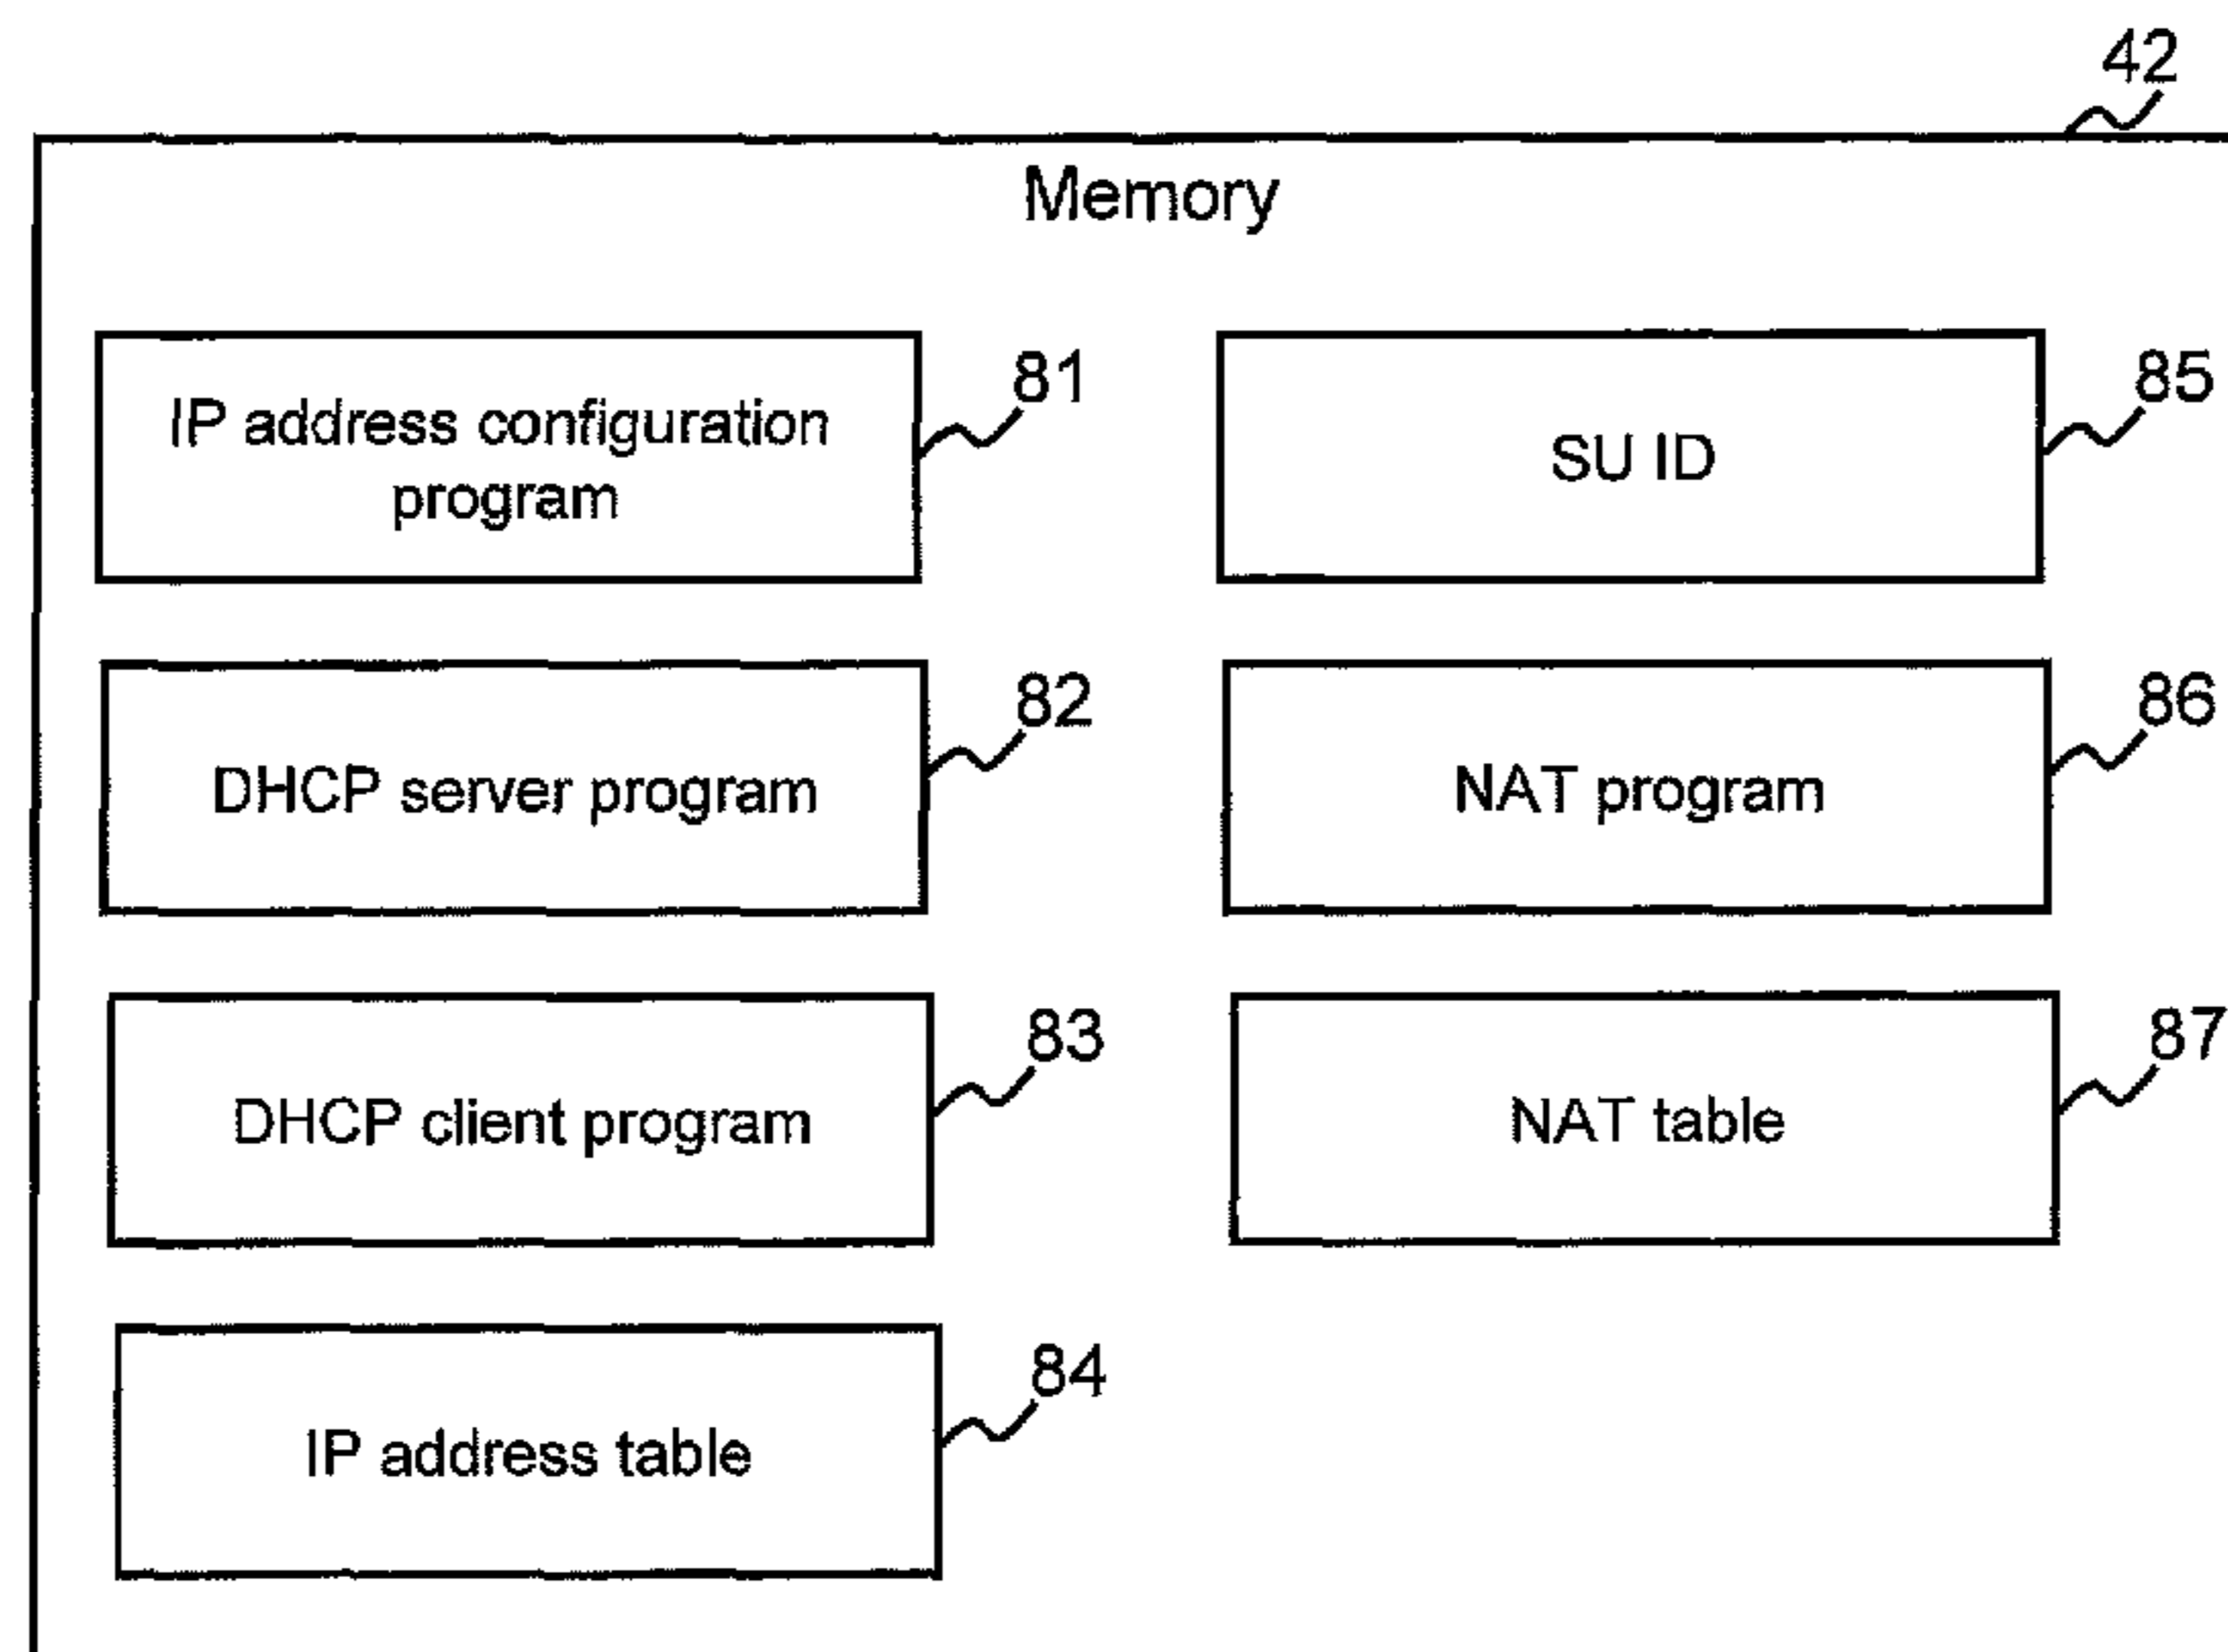 42
Memory
IP address configuration
program
81
DHCP server program
82
DHCP client program
83
IP address table
84
SU ID
85
NAT program
86
NAT table
87